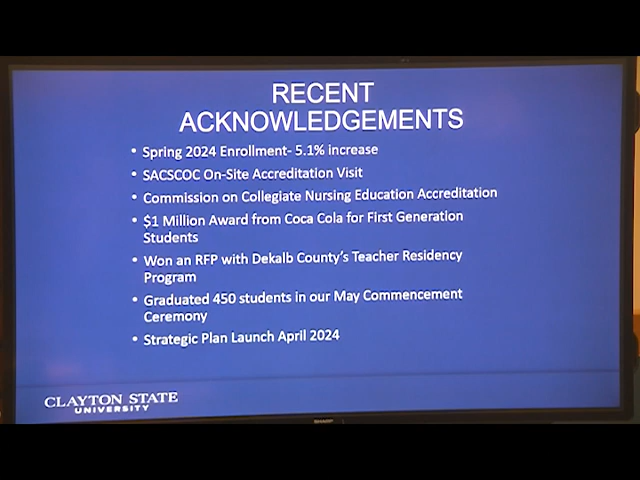 RECENT
ACKNOWLEDGEMENTS
• Spring 2024 Enrollment- 5.1% increase
• SACSCOC On-Site Accreditation Visit
• Commission on Collegiate Nursing Education Accreditation
• $1 Million Award from Coca Cola for First Generation
Students
• Won an RFP with Dekalb County's Teacher Residency
Program
• Graduated 450 students in our May Commencement
Ceremony
• Strategic Plan Launch April 2024
CLAYTON STATE
UNIVERSITY
SHARP